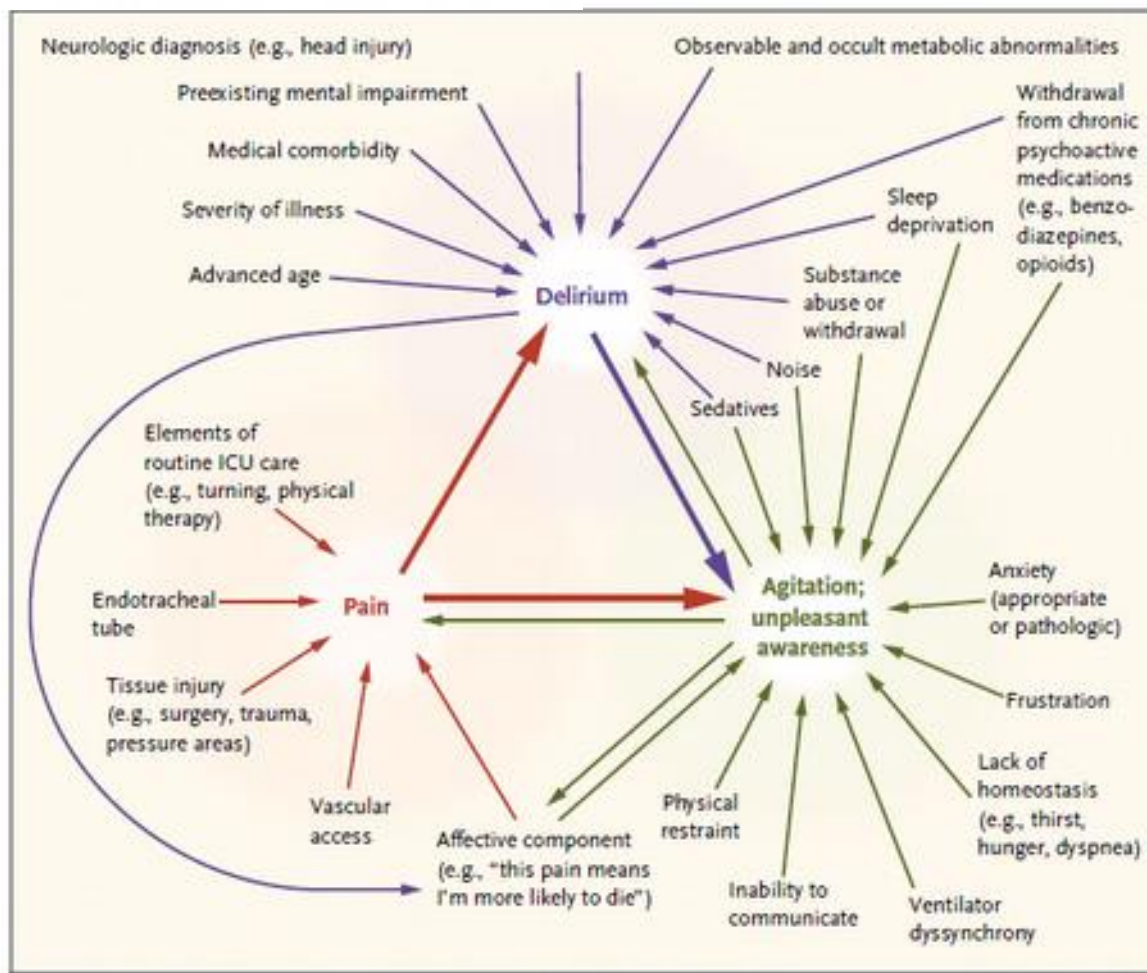 Neurologic diagnosis (e.g., head injury)
Observable and occult metabolic abnormalities
Preexisting mental impairment
Withdrawal
from chronic
psychoactive
medications
(e.g., benzo-
diazepines,
opioids)
Medical comorbidity
Sleep
deprivation
Severity of illness
Advanced age
Substance
abuse or
withdrawal
Delirium
Noise
Sedatives
Elements of
routine ICU care
(e.g., turning, physical
therapy)
Endotracheal
tube
Pain
Agitation;
unpleasant
awareness
Anxiety
(appropriate
or pathologic)
Tissue injury
(e.g., surgery, trauma,
pressure areas)
Frustration
Vascular
access
Affective component
(e.g., “this pain means
I'm more likely to die”)
Physical
restraint
Lack of
homeostasis
(e.g., thirst,
hunger, dyspnea)
Inability to
communicate
Ventilator
dyssynchrony